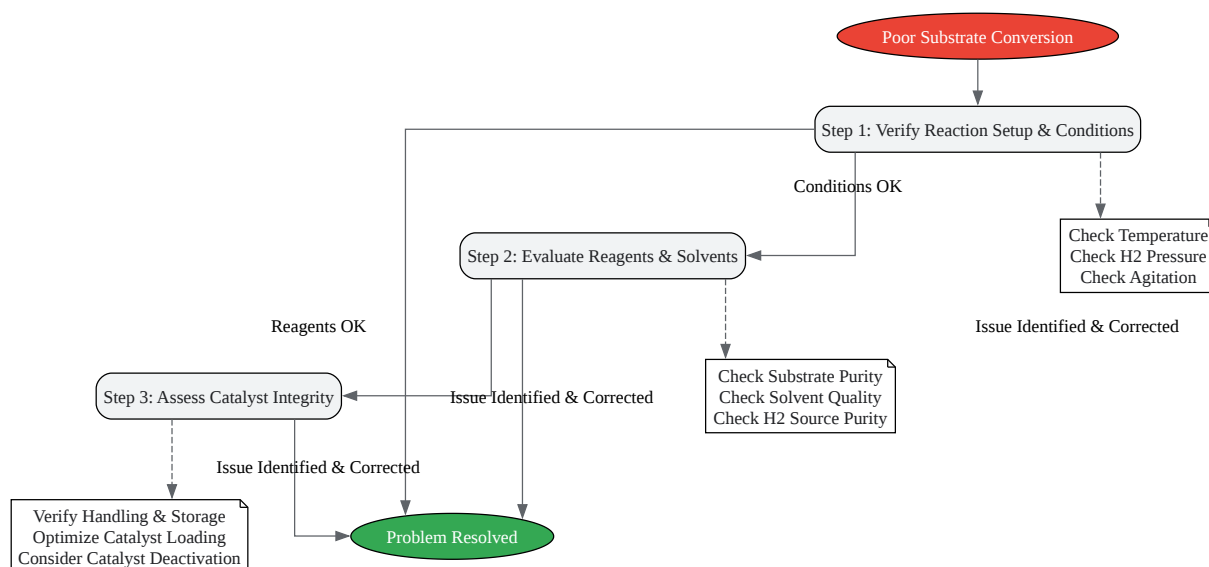 Poor Substrate Conversion
Step 1: Verify Reaction Setup & Conditions
Conditions OK
Check Temperature
Check H2 Pressure
Check Agitation
Step 2: Evaluate Reagents & Solvents
Reagents OK
Issue Identified & Corrected
Check Substrate Purity
Check Solvent Quality
Check H2 Source Purity
Step 3: Assess Catalyst Integrity
Issue Identified & Corrected
Issue Identified & Corrected
Verify Handling & Storage
Optimize Catalyst Loading
Consider Catalyst Deactivation
Problem Resolved